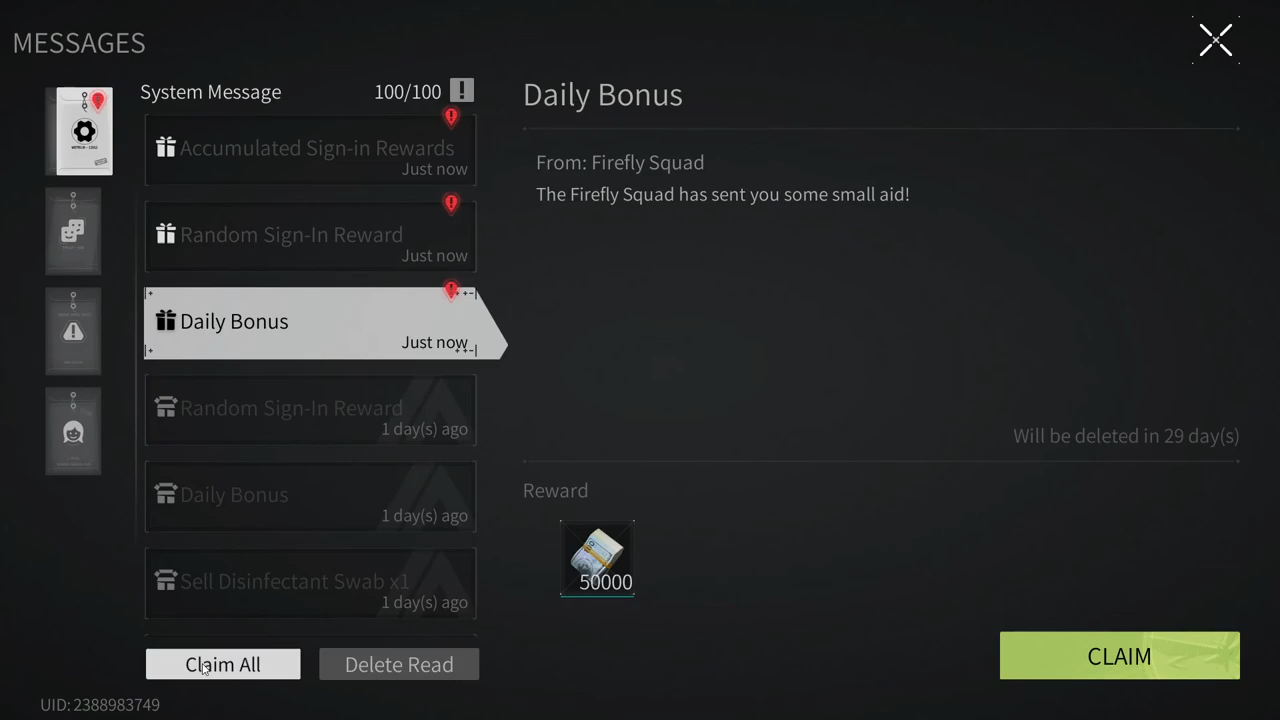 MESSAGES
System Message 100/100
Accumulated Sign-in Rewards
Just now
Random Sign-In Reward
Just now
Daily Bonus
Just now
Random Sign-In Reward
1 day(s) ago
Daily Bonus
1 day(s) ago
Sell Disinfectant Swab x1
1 day(s) ago
Claim All
Delete Read
Daily Bonus
From: Firefly Squad
The Firefly Squad has sent you some small aid!
Will be deleted in 29 day(s)
Reward
50000
CLAIM
UID: 2388983749